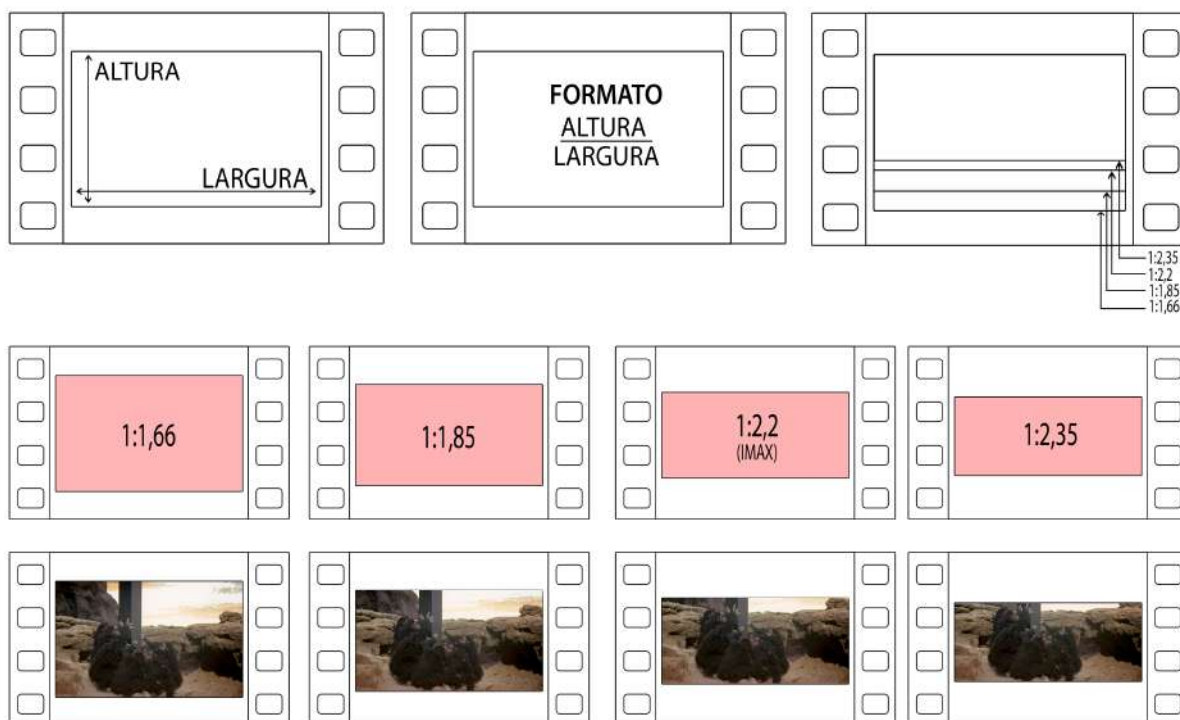 ALTURA
LARGURA
FORMATO
ALTURA
LARGURA
1:2,35
1:2,2
1:1,85
1:1,66
1:1,66
1:1,85
1:2,2
(IMAX)
1:2,35